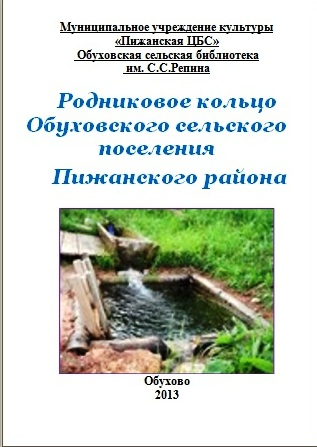 Муниципальное учреждение культуры
«Пижанская ЦБС»
Обуховская сельская библиотека
им. С.С.Репина
Родниковое кольцо
Обуховского сельского
поселения
Пижанского района
Обухово
2013